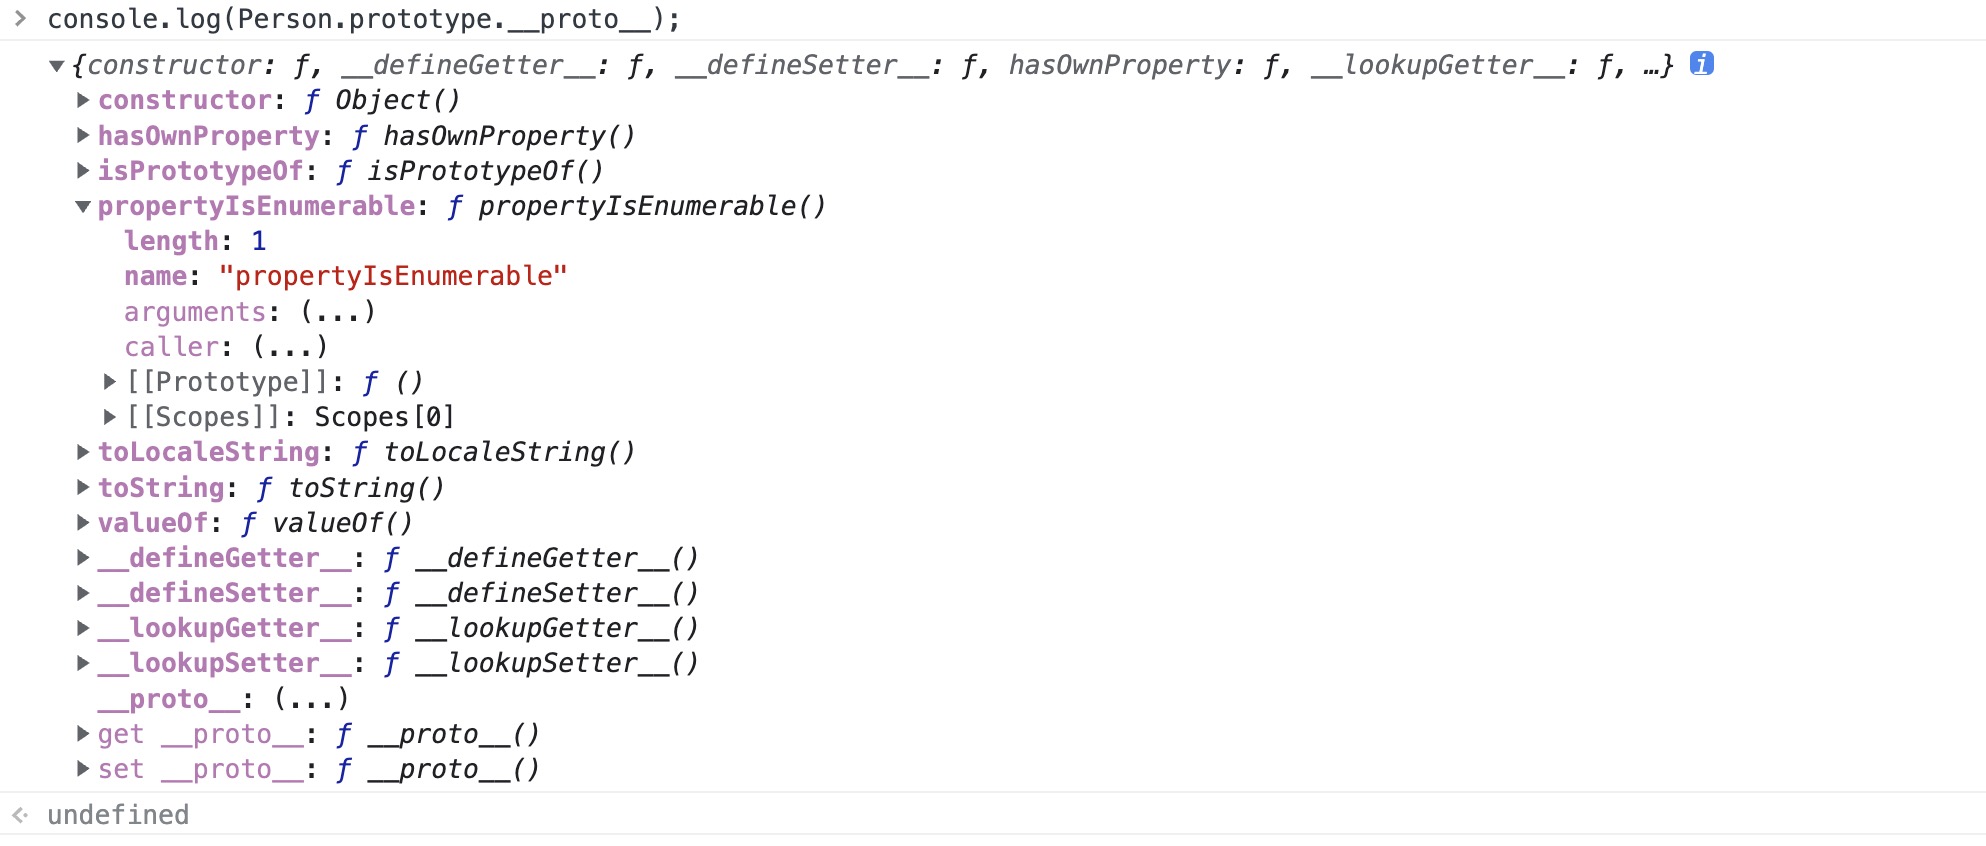 > console.log(Person.prototype.__proto__);
▼{constructor: ƒ, __defineGetter__: ƒ, __defineSetter__: ƒ, hasOwnProperty: ƒ, __lookupGetter__: ƒ, …} i
▶constructor: ƒ Object()
▶hasOwnProperty: ƒ hasOwnProperty()
▶isPrototypeOf: ƒ isPrototypeOf()
▼propertyIsEnumerable: ƒ propertyIsEnumerable()
length: 1
name: "propertyIsEnumerable"
arguments: (...)
caller: (...)
▶[[Prototype]]: ƒ ()
▶[[Scopes]]: Scopes[0]
▶toLocaleString: ƒ toLocaleString()
▶toString: ƒ toString()
▶valueOf: ƒ valueOf()
▶__defineGetter__: ƒ __defineGetter__()
▶__defineSetter__: ƒ __defineSetter__()
▶__lookupGetter__: ƒ __lookupGetter__()
▶__lookupSetter__: ƒ __lookupSetter__()
__proto__: (...)
▶get __proto__: ƒ __proto__()
▶set __proto__: ƒ __proto__()
undefined